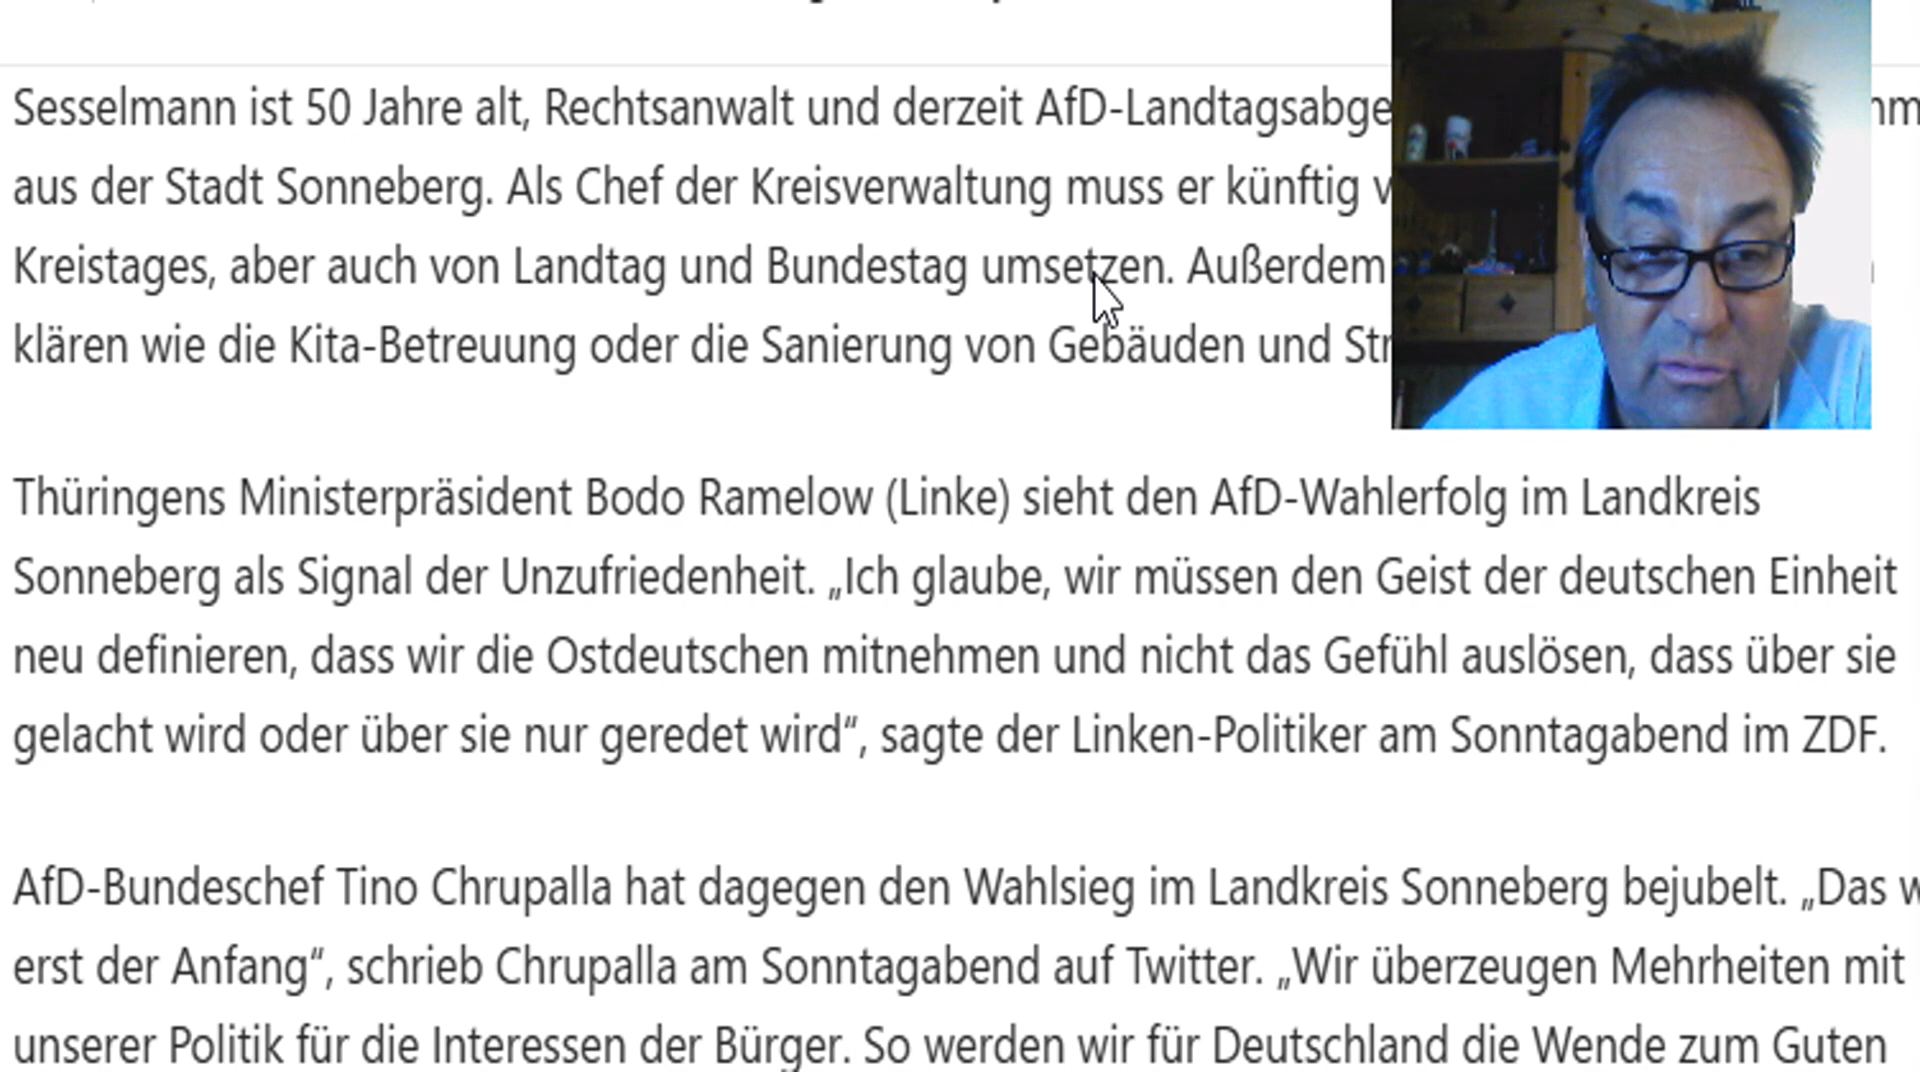 Sesselmann ist 50 Jahre alt, Rechtsanwalt und derzeit AfD-Landtagsabge
aus der Stadt Sonneberg. Als Chef der Kreisverwaltung muss er künftig v
Kreistages, aber auch von Landtag und Bundestag umsetzen. Außerdem
klären wie die Kita-Betreuung oder die Sanierung von Gebäuden und Str
Thüringens Ministerpräsident Bodo Ramelow (Linke) sieht den AfD-Wahlerfolg im Landkreis
Sonneberg als Signal der Unzufriedenheit. „Ich glaube, wir müssen den Geist der deutschen Einheit
neu definieren, dass wir die Ostdeutschen mitnehmen und nicht das Gefühl auslösen, dass über sie
gelacht wird oder über sie nur geredet wird“, sagte der Linken-Politiker am Sonntagabend im ZDF.
AfD-Bundeschef Tino Chrupalla hat dagegen den Wahlsieg im Landkreis Sonneberg bejubelt. „Das w
erst der Anfang“, schrieb Chrupalla am Sonntagabend auf Twitter. „Wir überzeugen Mehrheiten mit
unserer Politik für die Interessen der Bürger. So werden wir für Deutschland die Wende zum Guten